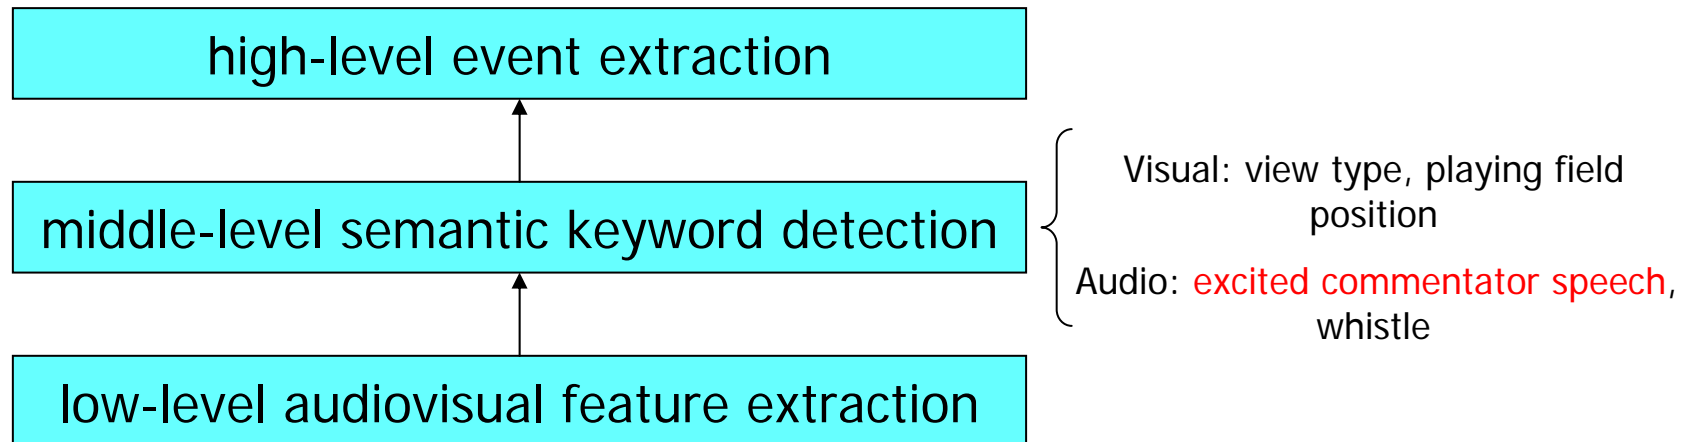 high-level event extraction
middle-level semantic keyword detection
low-level audiovisual feature extraction
Visual: view type, playing field
position
Audio: excited commentator speech,
whistle